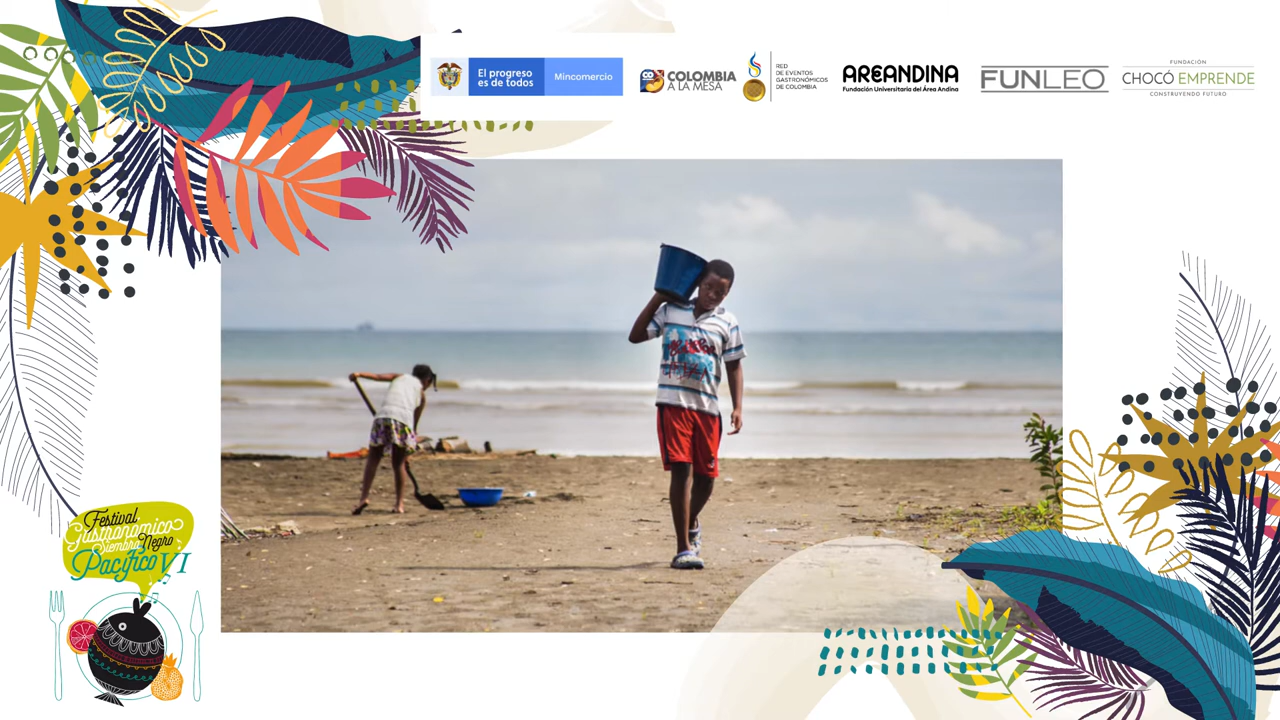 El progreso
es de todos
Mincomercio
CO
COLOMBIA
A LA MESA
RED
DE EVENTOS
GASTRONÓMICOS
DE COLOMBIA
AREANDINA
Fundación Universitaria del Área Andina
FUNLEO
FUNDACIÓN
CHOCÓ EMPRENDE
CONSTRUYENDO FUTURO
Festival
Gastronómico
Siembra Negro
Pacífico VI